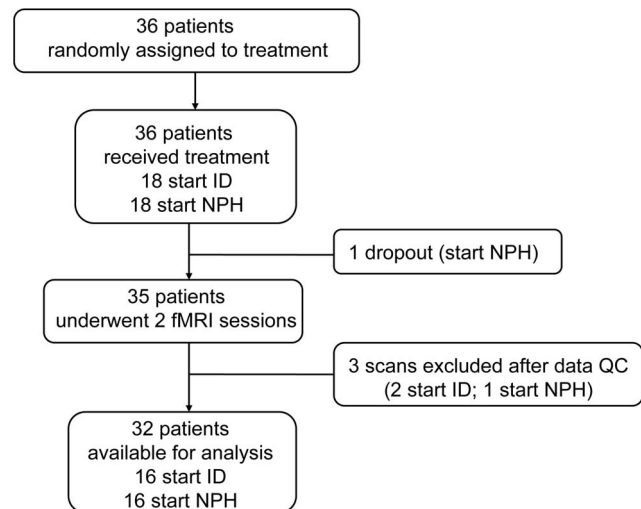 36 patients
randomly assigned to treatment
36 patients
received treatment
18 start ID
18 start NPH
1 dropout (start NPH)
35 patients
underwent 2 fMRI sessions
3 scans excluded after data QC
(2 start ID; 1 start NPH)
32 patients
available for analysis
16 start ID
16 start NPH